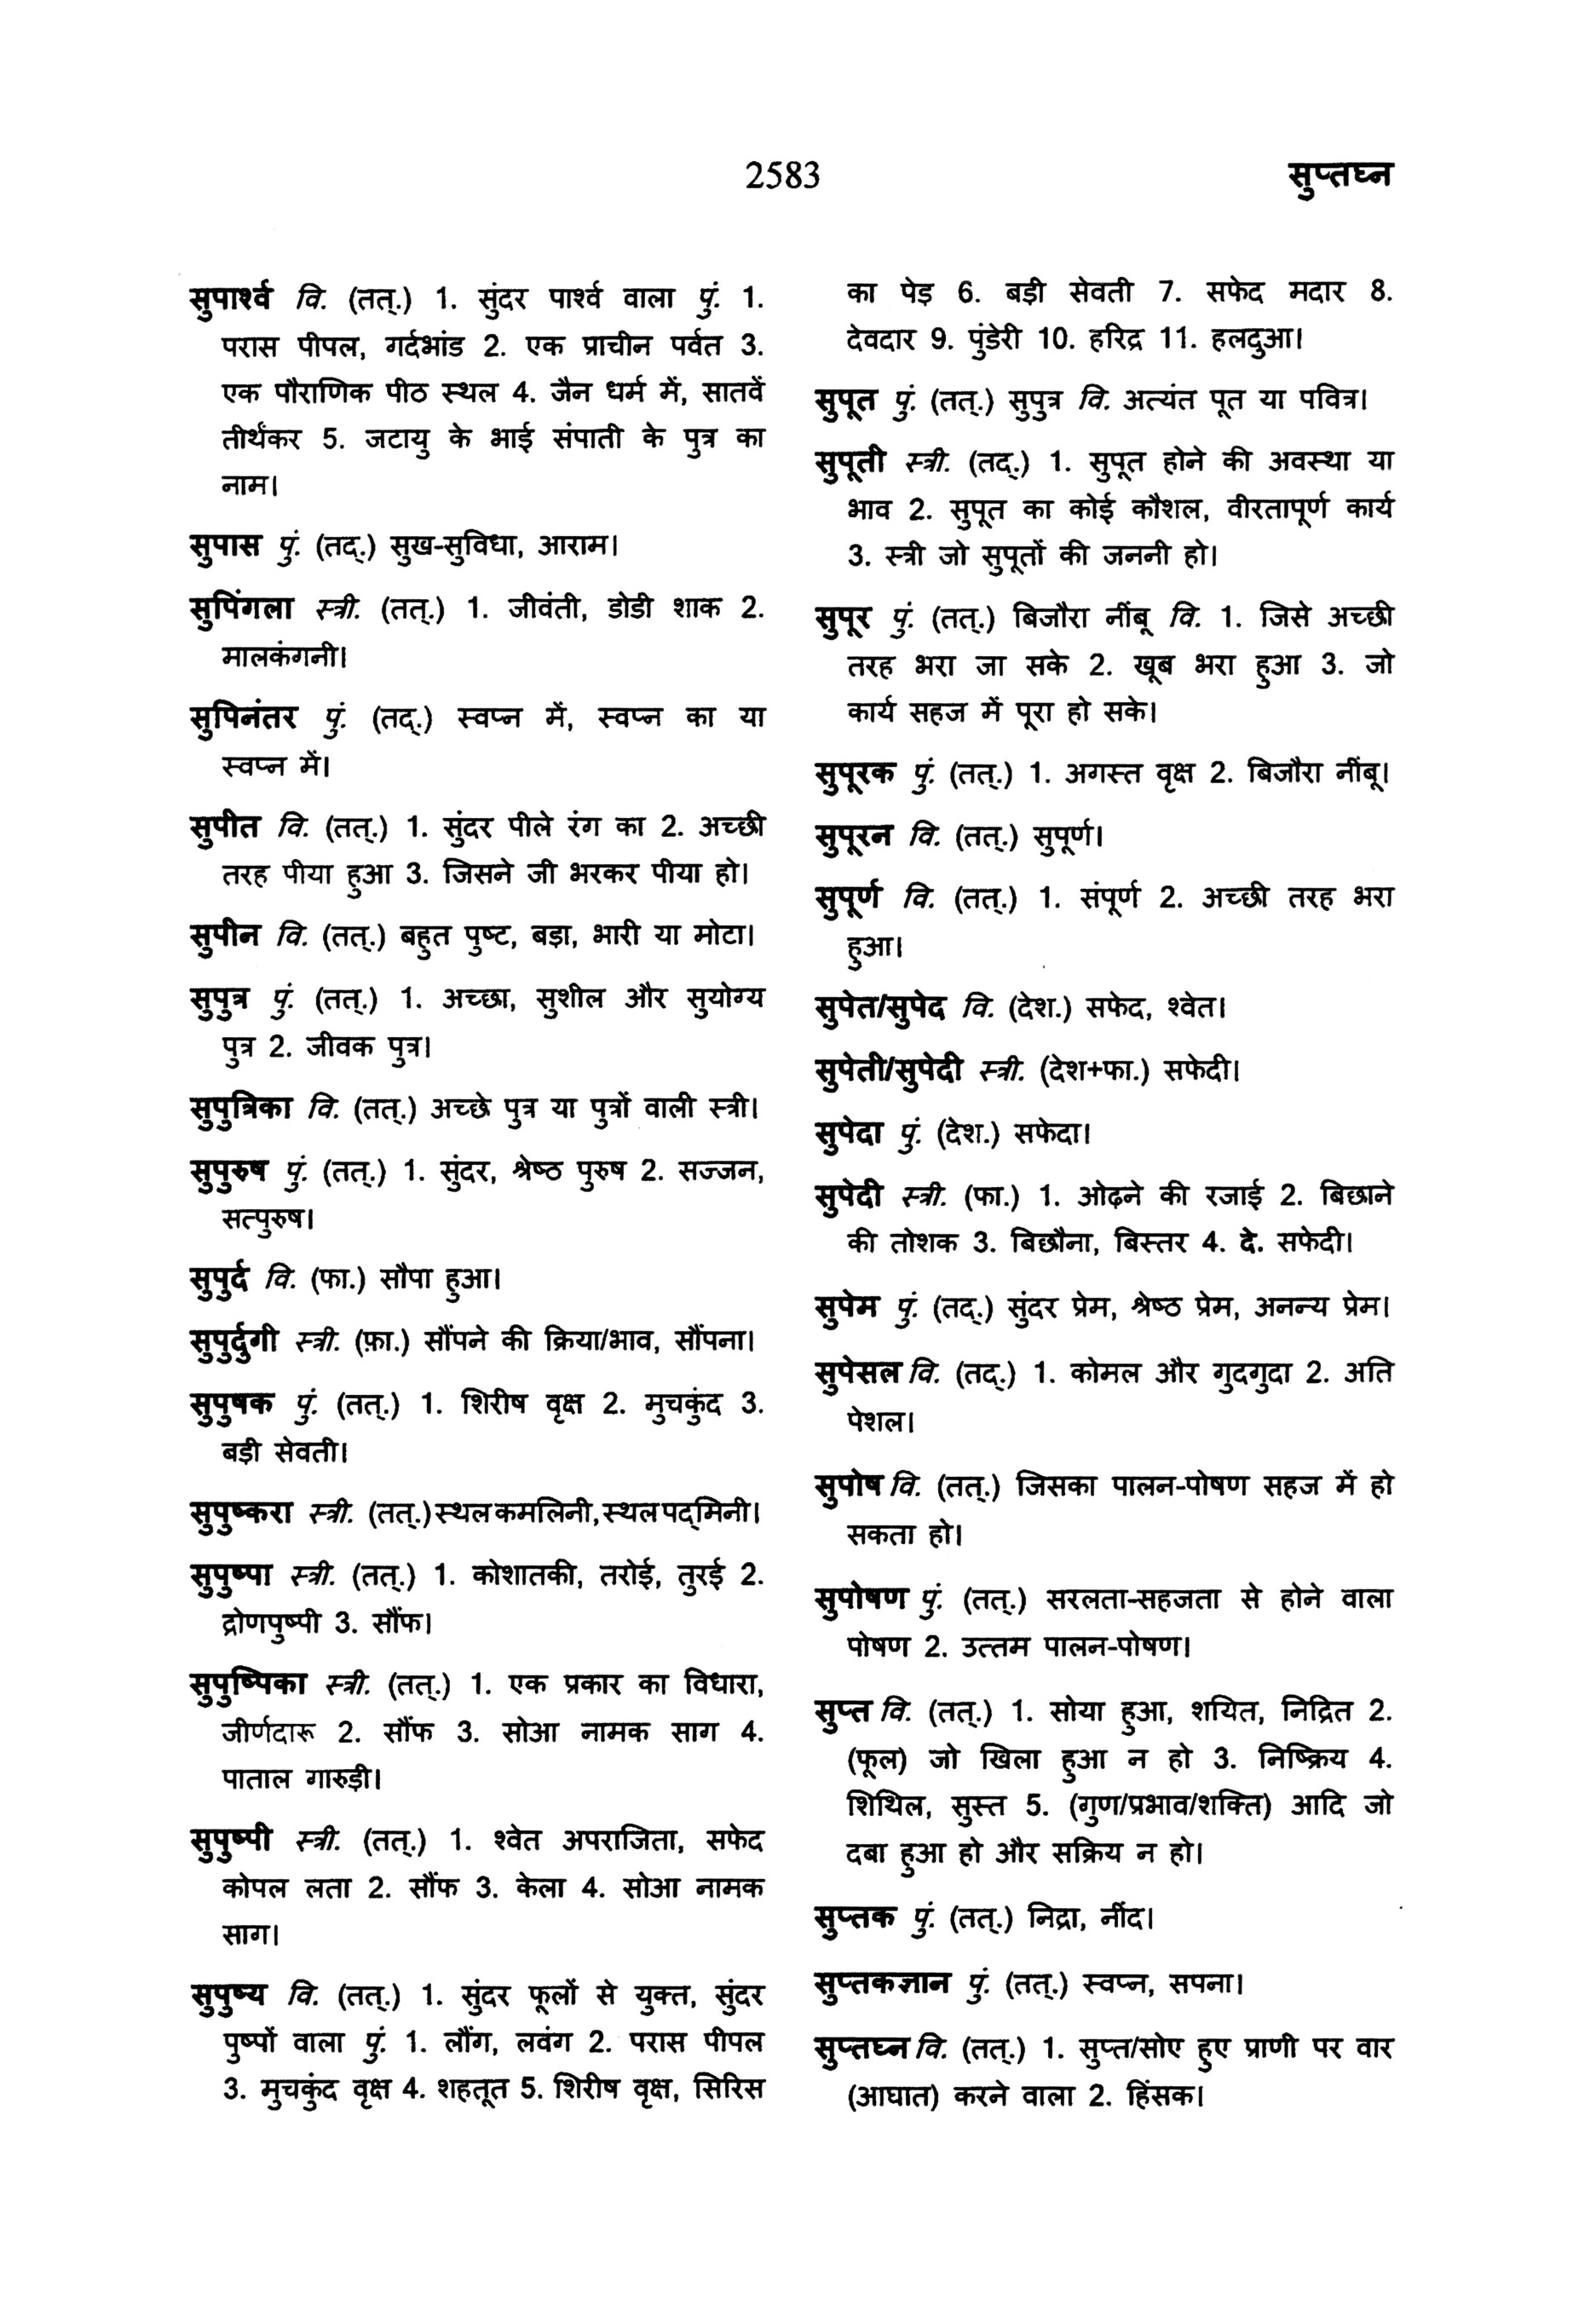 2583
सुप्तघ्न
सुपार्श्व वि. (तत्.) 1. सुंदर पार्श्व वाला पुं. 1.
परास पीपल, गर्दभांड 2. एक प्राचीन पर्वत 3.
एक पौराणिक पीठ स्थल 4. जैन धर्म में, सातवें
तीर्थंकर 5. जटायु के भाई संपाती के पुत्र का
नाम।
सुपास पुं. (तद्.) सुख-सुविधा, आराम।
सुपिंगला स्त्री. (तत्.) 1. जीवंती, डोडी शाक 2.
मालकंगनी।
सुपिनंतर पुं. (तद्.) स्वप्न में, स्वप्न का या
स्वप्न में।
सुपीत वि. (तत्.) 1. सुंदर पीले रंग का 2. अच्छी
तरह पीया हुआ 3. जिसने जी भरकर पीया हो।
सुपीन वि. (तत्.) बहुत पुष्ट, बड़ा, भारी या मोटा।
सुपुत्र पुं. (तत्.) 1. अच्छा, सुशील और सुयोग्य
पुत्र 2. जीवक पुत्र।
सुपुत्रिका वि. (तत्.) अच्छे पुत्र या पुत्रों वाली स्त्री।
सुपुरुष पुं. (तत्.) 1. सुंदर, श्रेष्ठ पुरुष 2. सज्जन,
सत्पुरुष।
सुपुर्द वि. (फा.) सौपा हुआ।
सुपुर्दुगी स्त्री. (फ़ा.) सौंपने की क्रिया/भाव, सौंपना।
सुपुषक पुं. (तत्.) 1. शिरीष वृक्ष 2. मुचकुंद 3.
बड़ी सेवती।
सुपुष्करा स्त्री. (तत्.) स्थल कमलिनी, स्थल पद्मिनी।
सुपुष्पा स्त्री. (तत्.) 1. कोशातकी, तरोई, तुरई 2.
द्रोणपुष्पी 3. सौंफ।
सुपुष्पिका स्त्री. (तत्.) 1. एक प्रकार का विधारा,
जीर्णदारू 2. सौंफ 3. सोआ नामक साग 4.
पाताल गारुड़ी।
सुपुष्पी स्त्री. (तत्.) 1. श्वेत अपराजिता, सफेद
कोपल लता 2. सौंफ 3. केला 4. सोआ नामक
साग।
सुपुष्य वि. (तत्.) 1. सुंदर फूलों से युक्त, सुंदर
पुष्पों वाला पुं. 1. लौंग, लवंग 2. परास पीपल
3. मुचकुंद वृक्ष 4. शहतूत 5. शिरीष वृक्ष, सिरिस
का पेड़ 6. बड़ी सेवती 7. सफेद मदार 8.
देवदार 9. पुंडेरी 10. हरिद्र 11. हलदुआ।
सुपूत पुं. (तत्.) सुपुत्र वि. अत्यंत पूत या पवित्र।
सुपूती स्त्री. (तद्.) 1. सुपूत होने की अवस्था या
भाव 2. सुपूत का कोई कौशल, वीरतापूर्ण कार्य
3. स्त्री जो सुपूतों की जननी हो।
सुपूर पुं. (तत्.) बिजौरा नींबू वि. 1. जिसे अच्छी
तरह भरा जा सके 2. खूब भरा हुआ 3. जो
कार्य सहज में पूरा हो सके।
सुपूरक पुं. (तत्.) 1. अगस्त वृक्ष 2. बिजौरा नींबू।
सुपूरन वि. (तत्.) सुपूर्ण।
सुपूर्ण वि. (तत्.) 1. संपूर्ण 2. अच्छी तरह भरा
हुआ।
सुपेत/सुपेद वि. (देश.) सफेद, श्वेत।
सुपेती/सुपेदी स्त्री. (देश+फा.) सफेदी।
सुपेदा पुं. (देश.) सफेदा।
सुपेदी स्त्री. (फा.) 1. ओढ़ने की रजाई 2. बिछाने
की तोशक 3. बिछौना, बिस्तर 4. दे. सफेदी।
सुपेम पुं. (तद्.) सुंदर प्रेम, श्रेष्ठ प्रेम, अनन्य प्रेम।
सुपेसल वि. (तद्.) 1. कोमल और गुदगुदा 2. अति
पेशल।
सुपोष वि. (तत्.) जिसका पालन-पोषण सहज में हो
सकता हो।
सुपोषण पुं. (तत्.) सरलता-सहजता से होने वाला
पोषण 2. उत्तम पालन-पोषण।
सुप्त वि. (तत्.) 1. सोया हुआ, शयित, निद्रित 2.
(फूल) जो खिला हुआ न हो 3. निष्क्रिय 4.
शिथिल, सुस्त 5. (गुण/प्रभाव/शक्ति) आदि जो
दबा हुआ हो और सक्रिय न हो।
सुप्तक पुं. (तत्.) निद्रा, नींद।
सुप्तकज्ञान पुं. (तत्.) स्वप्न, सपना।
सुप्तघ्न वि. (तत्.) 1. सुप्त/सोए हुए प्राणी पर वार
(आघात) करने वाला 2. हिंसक।